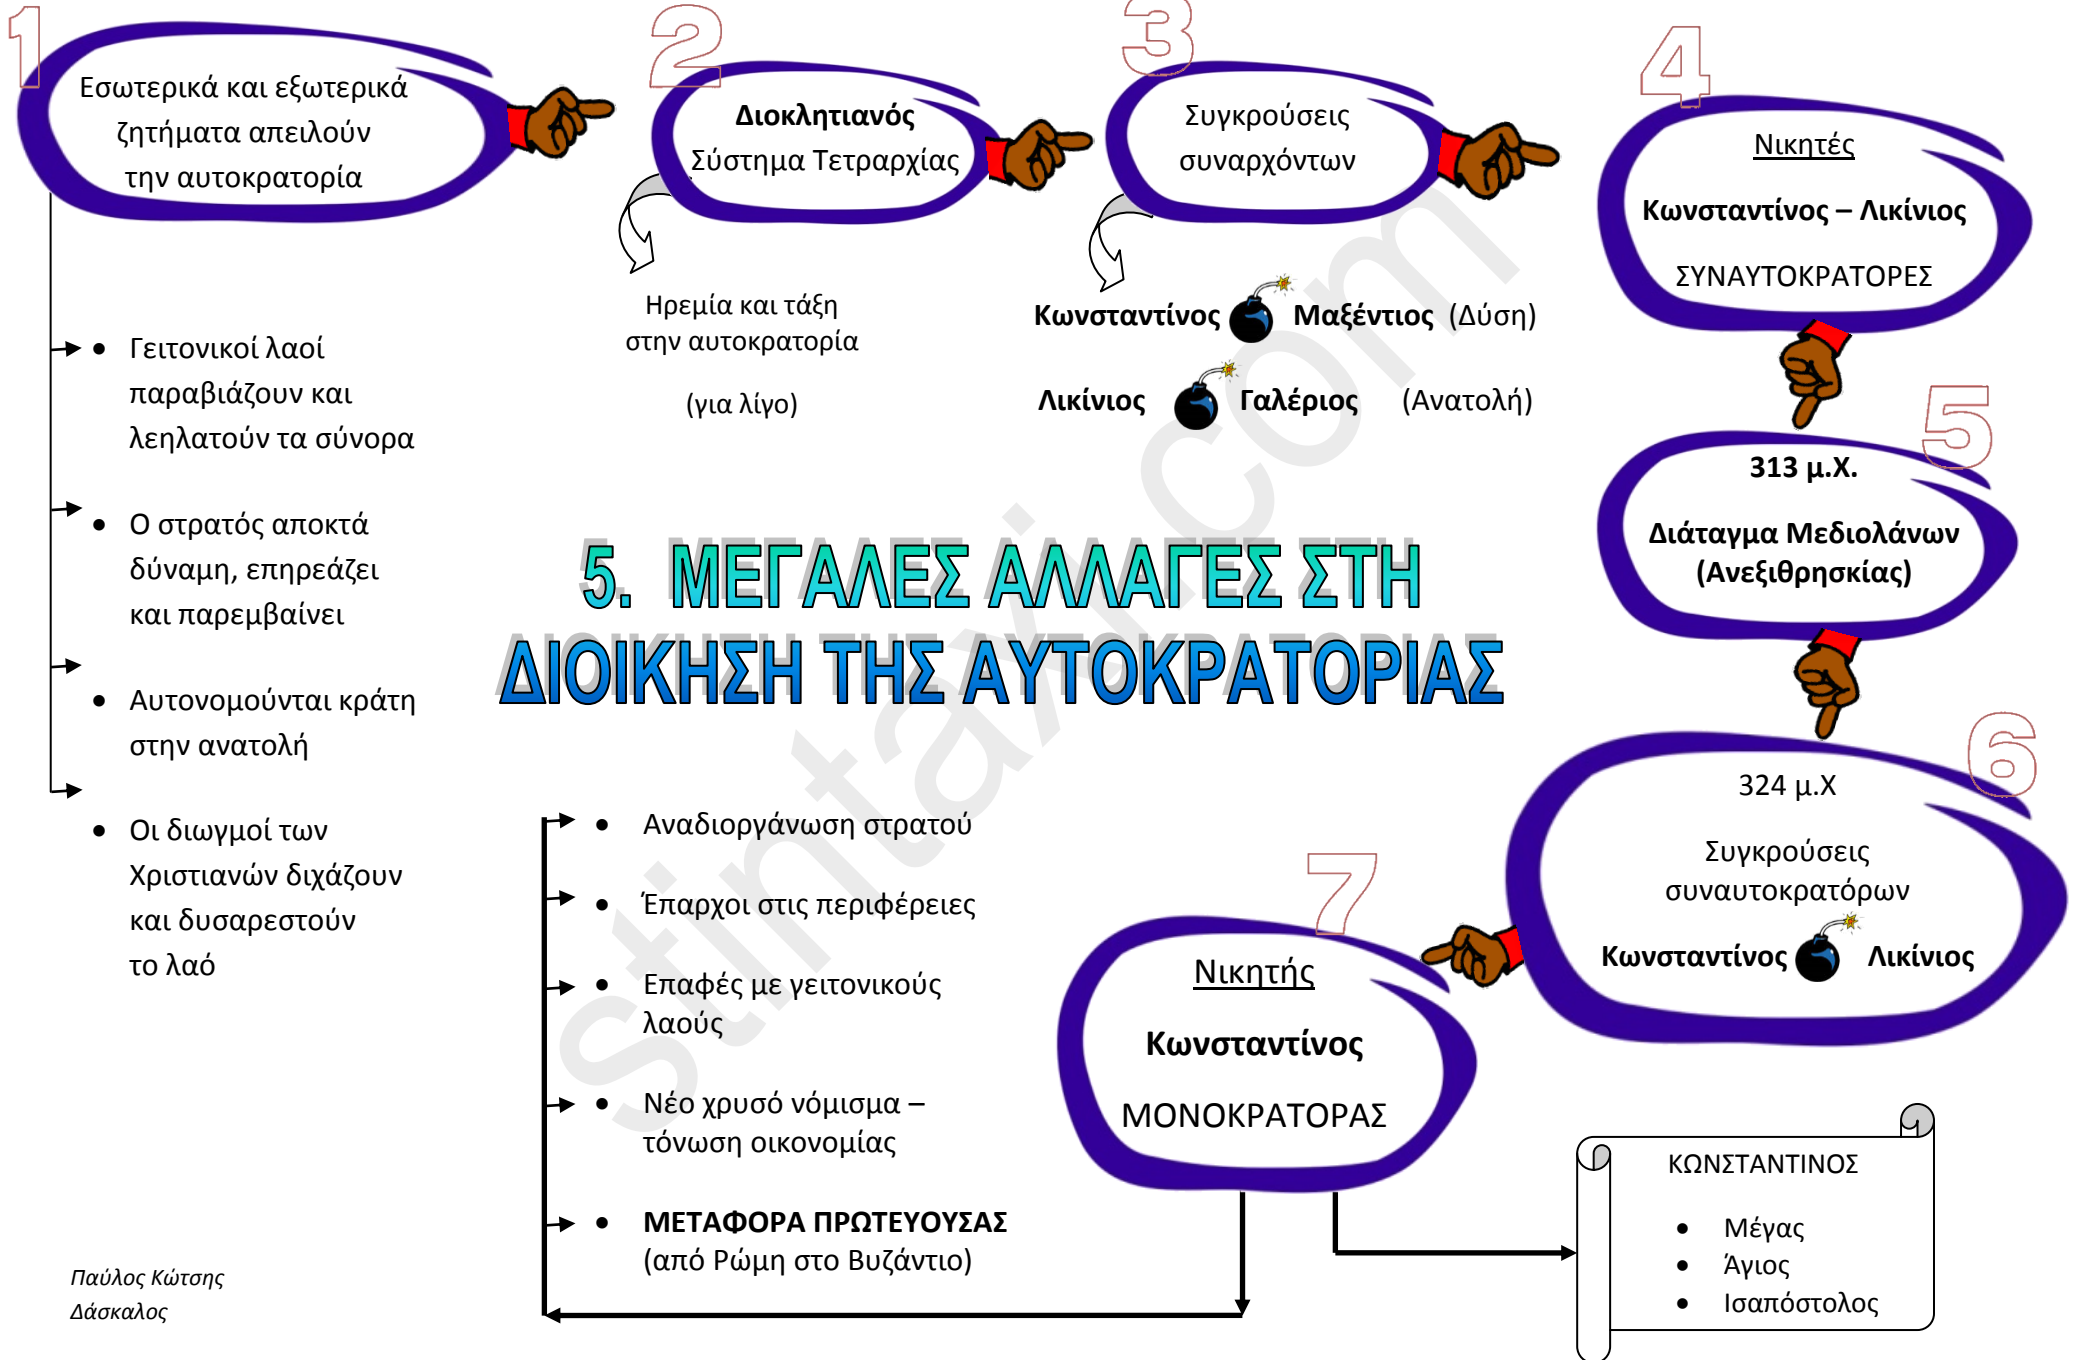 1
Εσωτερικά και εξωτερικά
ζητήματα απειλούν
την αυτοκρατορία
Γειτονικοί λαοί
παραβιάζουν και
λεηλατούν τα σύνορα
Ο στρατός αποκτά
δύναμη, επηρεάζει
και παρεμβαίνει
Αυτονομούνται κράτη
στην ανατολή
Οι διωγμοί των
Χριστιανών διχάζουν
και δυσαρεστούν
το λαό
2
Διοκλητιανός
Σύστημα Τετραρχίας
Ηρεμία και τάξη
στην αυτοκρατορία
(για λίγο)
3
Συγκρούσεις
συναρχόντων
Κωνσταντίνος Μαξέντιος (Δύση)
Λικίνιος Γαλέριος (Ανατολή)
4
Νικητές
Κωνσταντίνος – Λικίνιος
ΣΥΝΑΥΤΟΚΡΑΤΟΡΕΣ
5
313 μ.Χ.
Διάταγμα Μεδιολάνων
(Ανεξιθρησκίας)
5. ΜΕΓΑΛΕΣ ΑΛΛΑΓΕΣ ΣΤΗ
ΔΙΟΙΚΗΣΗ ΤΗΣ ΑΥΤΟΚΡΑΤΟΡΙΑΣ
6
324 μ.Χ
Συγκρούσεις
συναυτοκρατόρων
Κωνσταντίνος Λικίνιος
7
Νικητής
Κωνσταντίνος
ΜΟΝΟΚΡΑΤΟΡΑΣ
Αναδιοργάνωση στρατού
Έπαρχοι στις περιφέρειες
Επαφές με γειτονικούς
λαούς
Νέο χρυσό νόμισμα –
τόνωση οικονομίας
ΜΕΤΑΦΟΡΑ ΠΡΩΤΕΥΟΥΣΑΣ
(από Ρώμη στο Βυζάντιο)
ΚΩΝΣΤΑΝΤΙΝΟΣ
Μέγας
Άγιος
Ισαπόστολος
Παύλος Κώτσης
Δάσκαλος
stintaxi.com